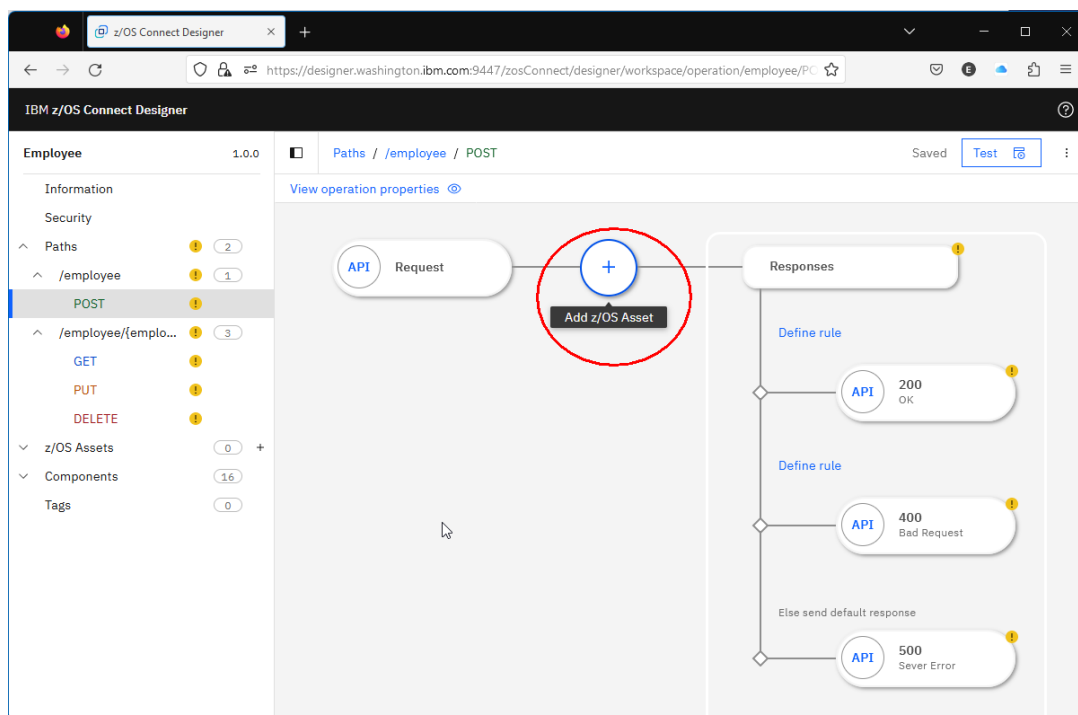 z/OS Connect Designer
https://designer.washington.ibm.com:9447/zosConnect/designer/workspace/operation/employee/PO
E
IBM z/OS Connect Designer
Employee 1.0.0
Information
Security
Paths ! 2
/employee ! 1
POST !
/employee/{emplo... ! 3
GET !
PUT !
DELETE !
z/OS Assets 0 +
Components 16
Tags 0
Paths / /employee / POST
Saved Test
View operation properties
API Request
+
Add z/OS Asset
Responses !
Define rule
API 200 !
OK
Define rule
API 400 !
Bad Request
Else send default response
API 500 !
Sever Error